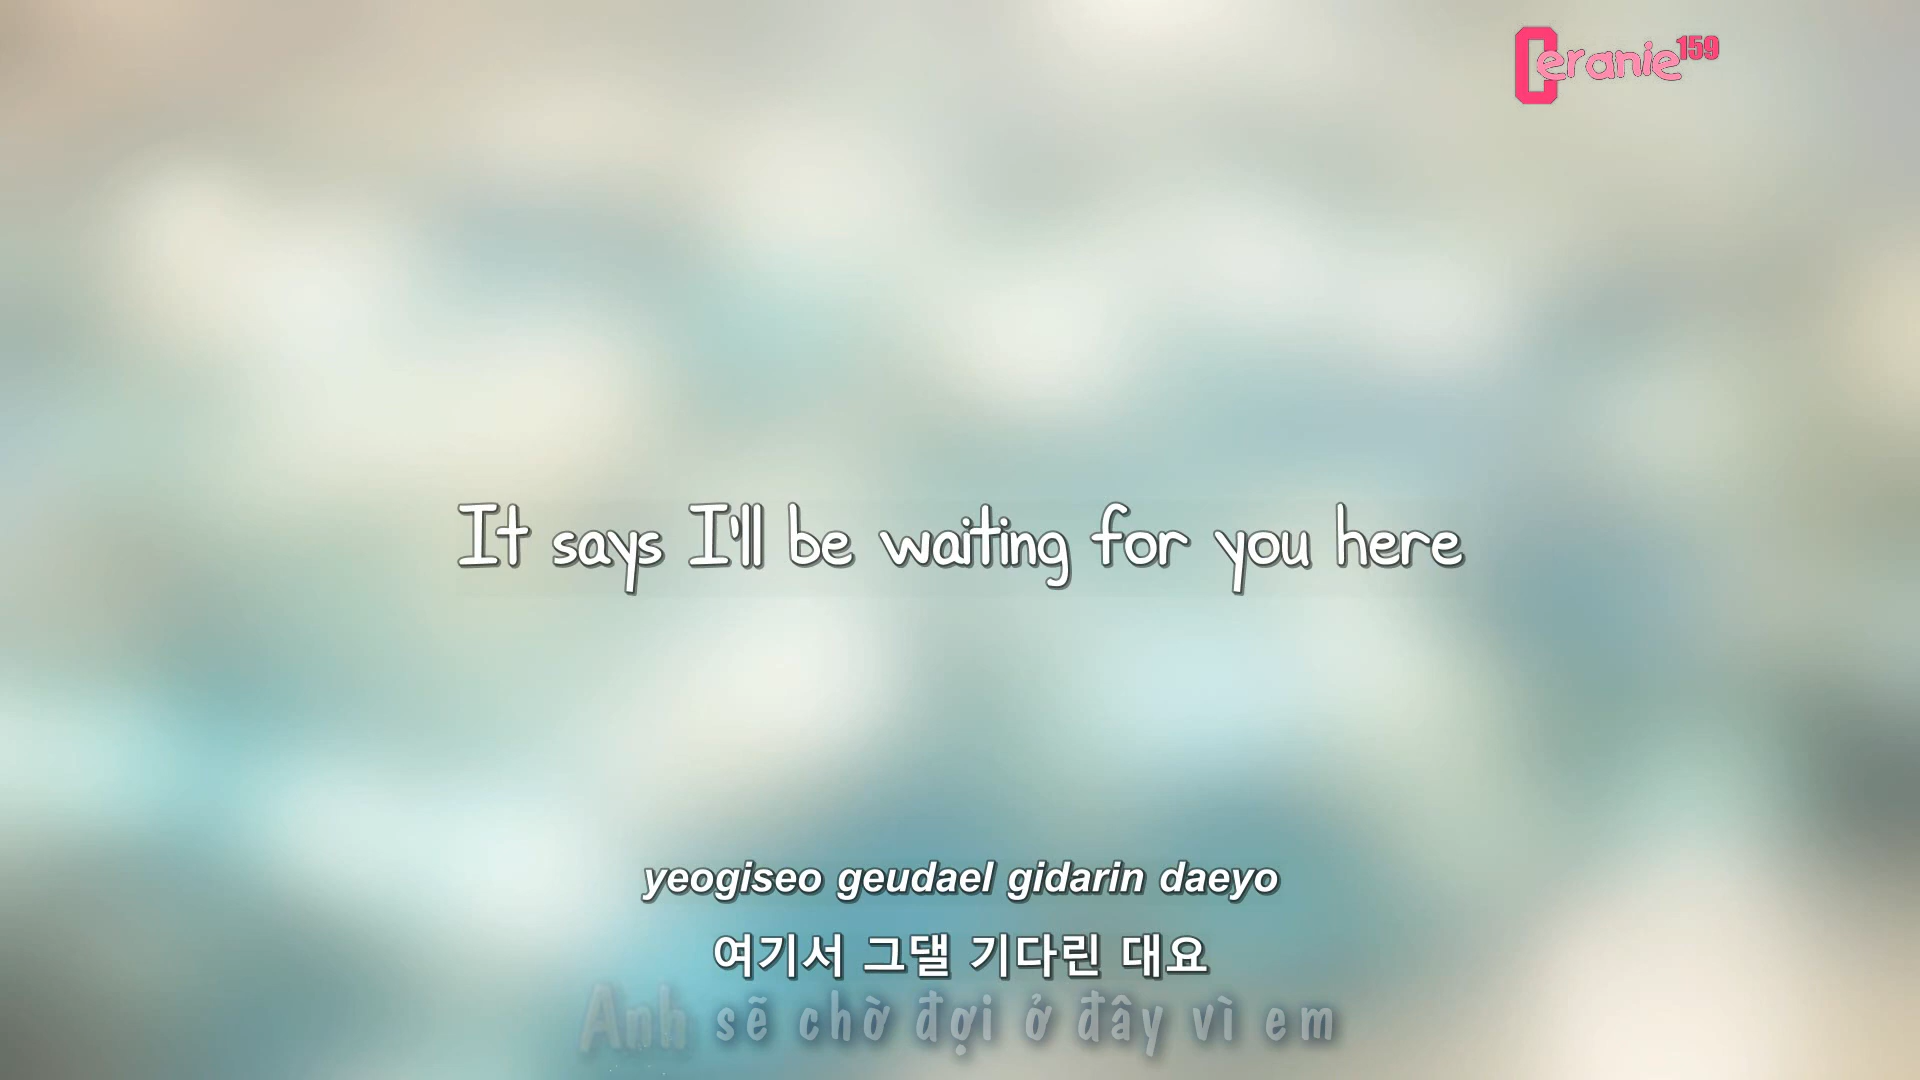 Ceranie159
It says I'll be waiting for you here
yeogiseo geudael gidarin daeyo
여기서 그댈 기다린 대요
Anh sẽ chờ đợi ở đây vì em